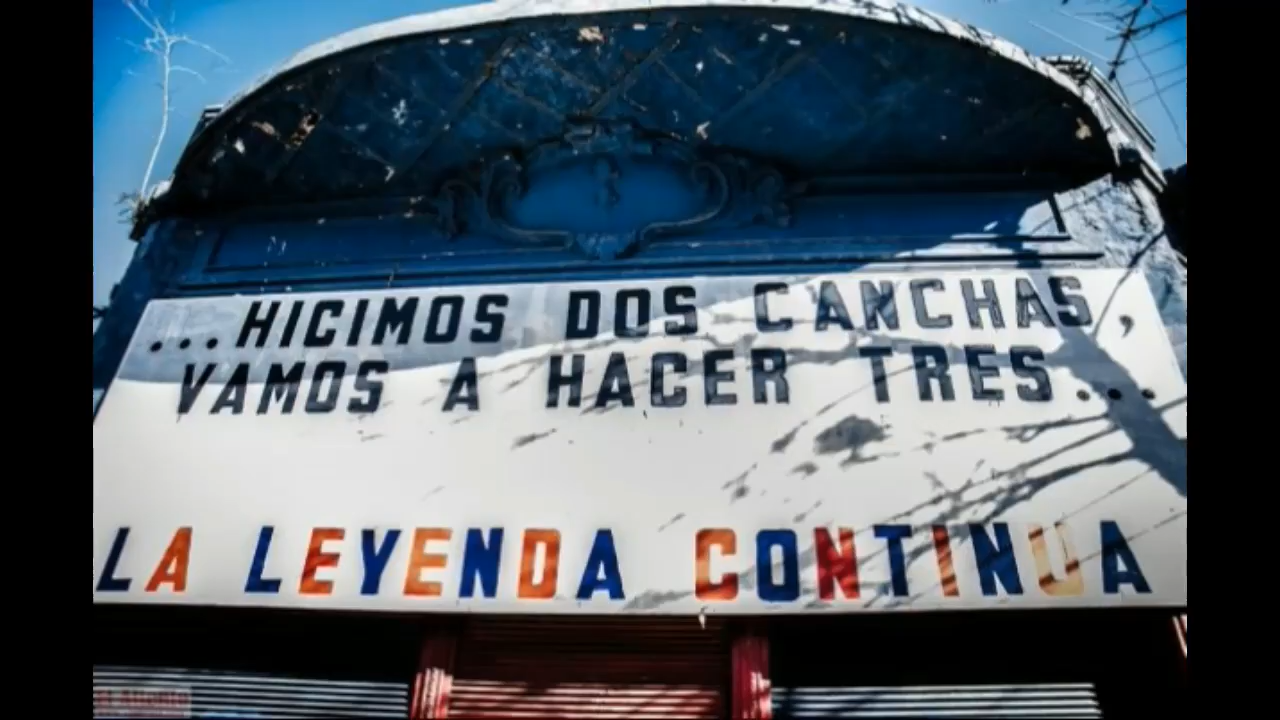 ...HICIMOS DOS CANCHAS,
VAMOS A HACER TRES...
LA LEYENDA CONTINUA